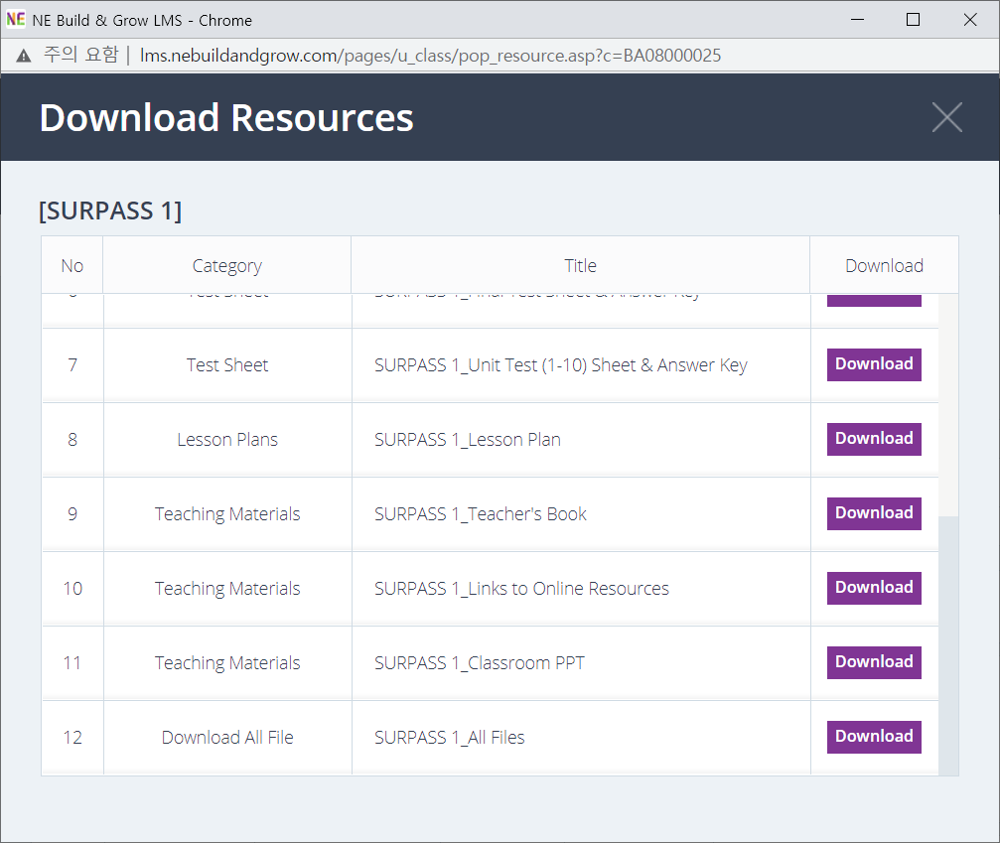 NE NE Build & Grow LMS - Chrome
주의 요함 | lms.nebuildandgrow.com/pages/u_class/pop_resource.asp?c=BA08000025
Download Resources
[SURPASS 1]
No Category Title Download
6 Test Sheet SURPASS 1_Final Test Sheet & Answer Key
7 Test Sheet SURPASS 1_Unit Test (1-10) Sheet & Answer Key Download
8 Lesson Plans SURPASS 1_Lesson Plan Download
9 Teaching Materials SURPASS 1_Teacher's Book Download
10 Teaching Materials SURPASS 1_Links to Online Resources Download
11 Teaching Materials SURPASS 1_Classroom PPT Download
12 Download All File SURPASS 1_All Files Download